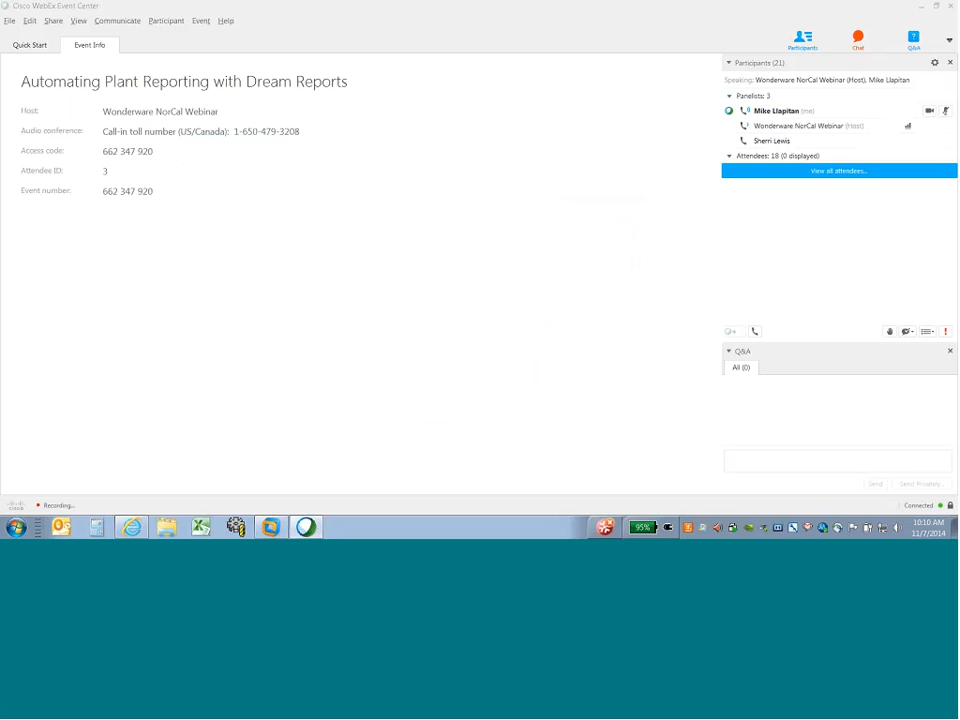 Cisco WebEx Event Center
File Edit Share View Communicate Participant Event Help
Quick Start Event Info
Participants Chat Q&A
Automating Plant Reporting with Dream Reports
Host: Wonderware NorCal Webinar
Audio conference: Call-in toll number (US/Canada): 1-650-479-3208
Access code: 662 347 920
Attendee ID: 3
Event number: 662 347 920
Participants (21)
Speaking: Wonderware NorCal Webinar (Host), Mike Llapitan
Panelists: 3
Mike Llapitan (me)
Wonderware NorCal Webinar (Host)
Sherri Lewis
Attendees: 18 (0 displayed)
View all attendees...
Q&A
All (0)
Send Send Privately...
Recording... Connected
95%
10:10 AM
11/7/2014